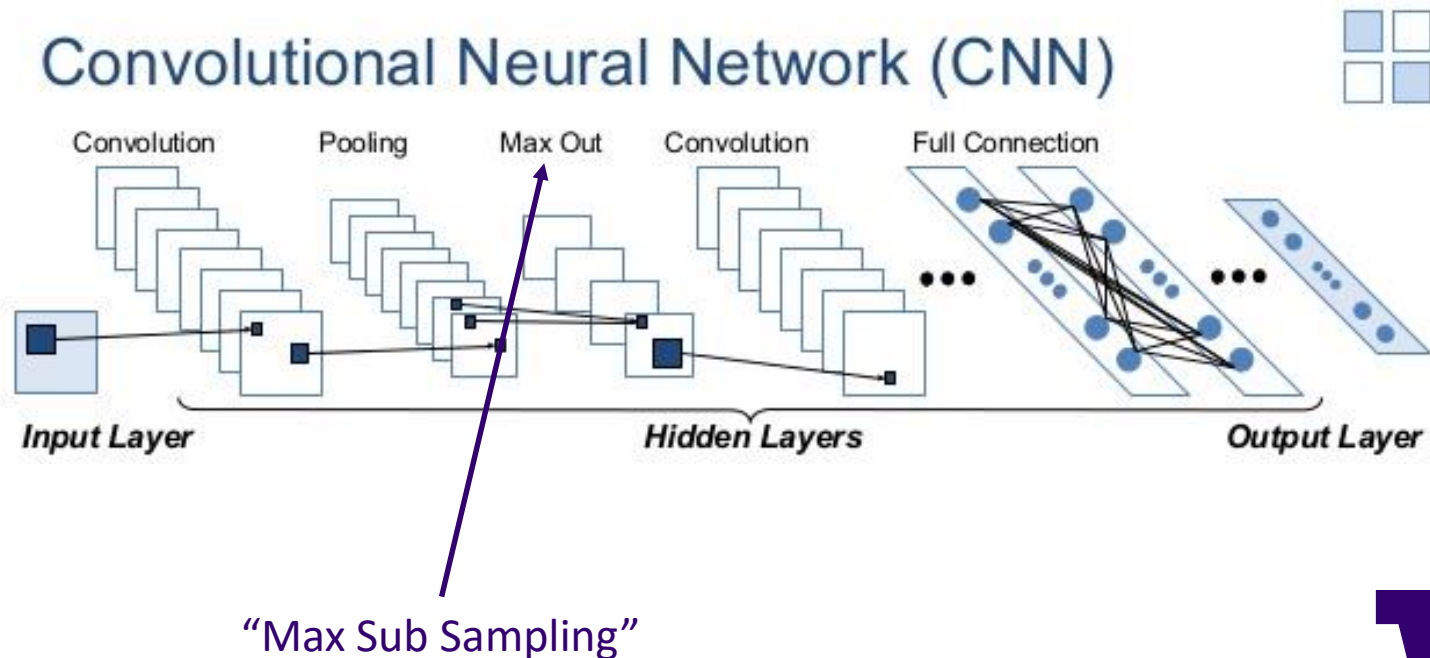 Convolutional Neural Network (CNN)
Convolution Pooling Max Out Convolution Full Connection
Input Layer Hidden Layers Output Layer
“Max Sub Sampling”